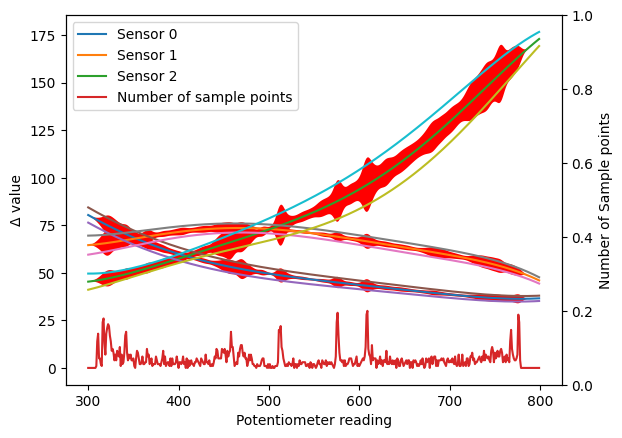 Sensor 0
Sensor 1
Sensor 2
Number of sample points
175
150
125
100
75
50
25
0
Δ value
1.0
0.8
0.6
0.4
0.2
0.0
Number of Sample points
300 400 500 600 700 800
Potentiometer reading